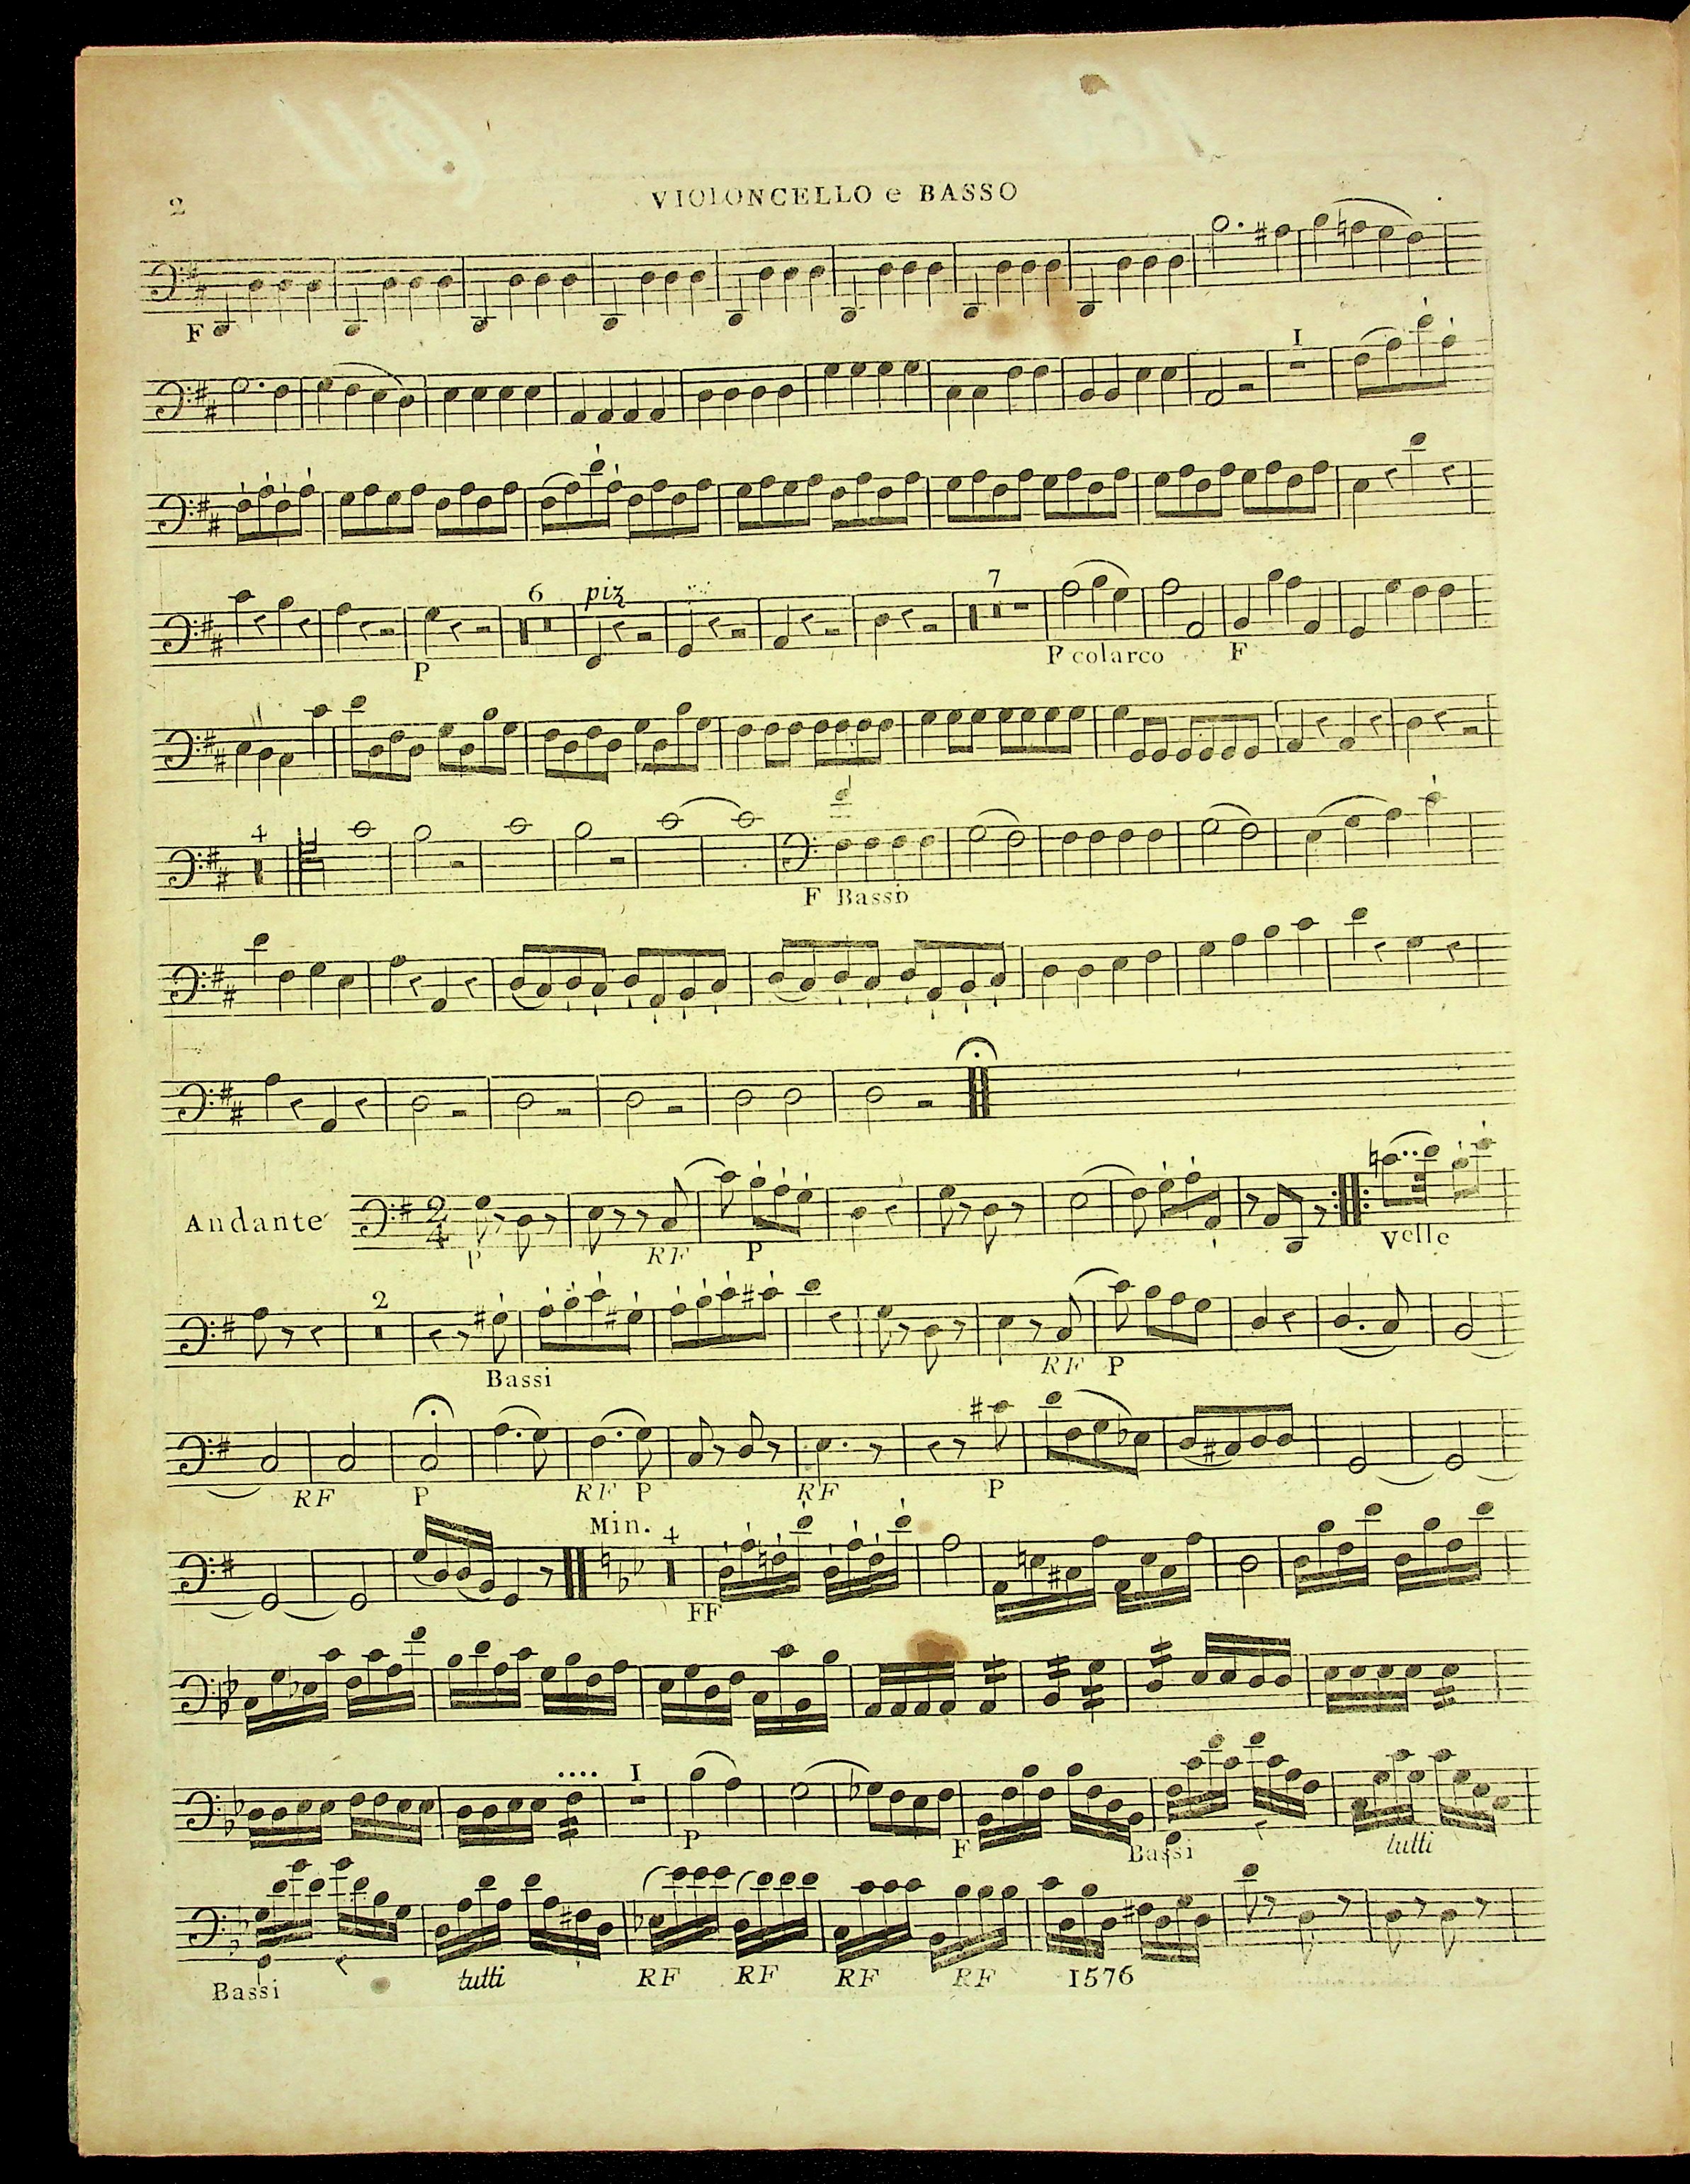 2
VIOLONCELLO e BASSO
F
I
6
piz
7
P
P colarco
F
4
F Basso
Andante
2
4
P
RF
P
Velle
2
Bassi
RF
P
RF
P
RF
P
RF
P
Min.
4
FF
I
P
F
Bassi
tutti
Bassi
tutti
RF
RF
RF
RF
1576